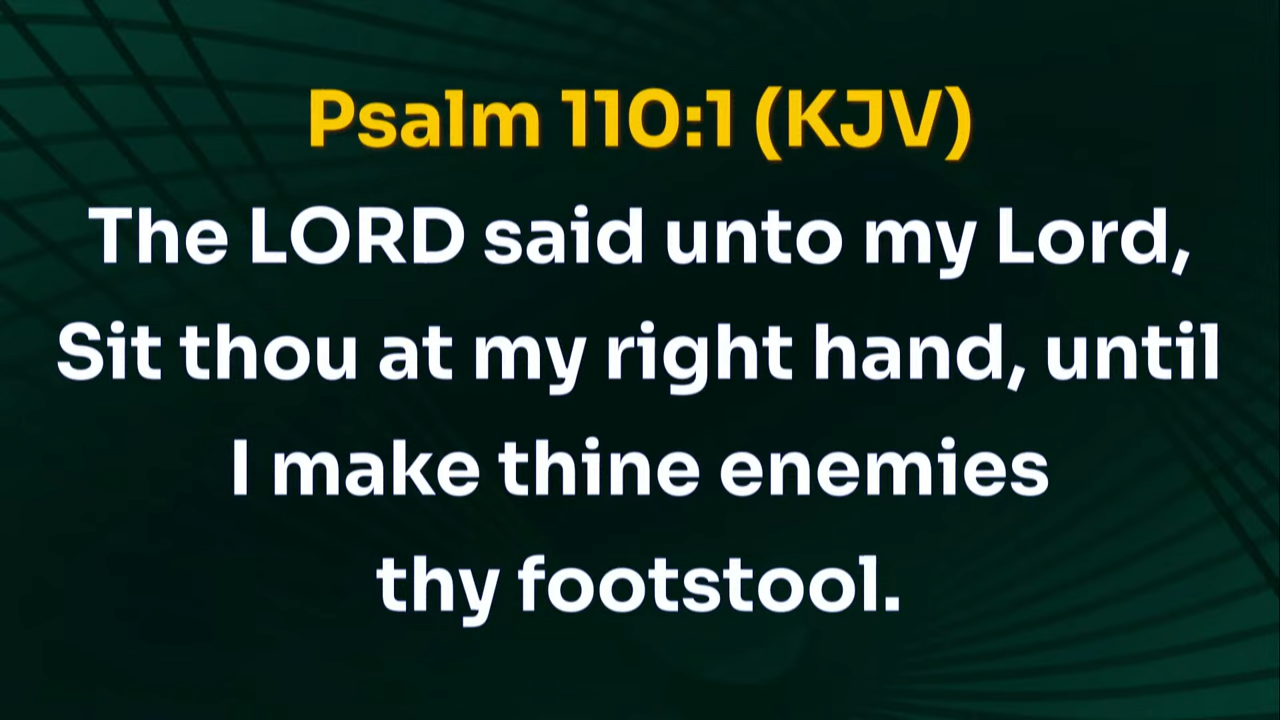 Psalm 110:1 (KJV)
The LORD said unto my Lord,
Sit thou at my right hand, until
I make thine enemies
thy footstool.